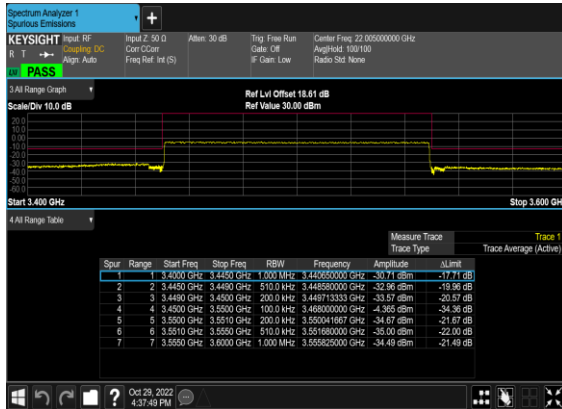 Spectrum Analyzer 1
Spurious Emissions
KEYSIGHT
R T
LXI PASS
Input: RF
Coupling: DC
Align: Auto
Input Z: 50 Ω
Corr CCorr
Freq Ref: Int (S)
Atten: 30 dB
Trig: Free Run
Gate: Off
IF Gain: Low
Center Freq: 22.005000000 GHz
Avg|Hold: 100/100
Radio Std: None
3 All Range Graph
Scale/Div 10.0 dB
Ref Lvl Offset 18.61 dB
Ref Value 30.00 dBm
20.0
10.0
0.00
-10.0
-20.0
-30.0
-40.0
-50.0
-60.0
Start 3.400 GHz
Stop 3.600 GH
4 All Range Table
Measure Trace Trace 1
Trace Type Trace Average (Active)
Spur Range Start Freq Stop Freq RBW Frequency Amplitude ΔLimit
1 1 3.4000 GHz 3.4450 GHz 1.000 MHz 3.440650000 GHz -30.71 dBm -17.71 dB
2 2 3.4450 GHz 3.4490 GHz 510.0 kHz 3.448580000 GHz -32.96 dBm -19.96 dB
3 3 3.4490 GHz 3.4500 GHz 200.0 kHz 3.449713333 GHz -33.57 dBm -20.57 dB
4 4 3.4500 GHz 3.5500 GHz 100.0 kHz 3.468000000 GHz -4.365 dBm -34.36 dB
5 5 3.5500 GHz 3.5510 GHz 200.0 kHz 3.550041667 GHz -34.67 dBm -21.67 dB
6 6 3.5510 GHz 3.5550 GHz 510.0 kHz 3.551680000 GHz -35.00 dBm -22.00 dB
7 7 3.5550 GHz 3.6000 GHz 1.000 MHz 3.555825000 GHz -34.49 dBm -21.49 dB
?
Oct 29, 2022
4:37:49 PM